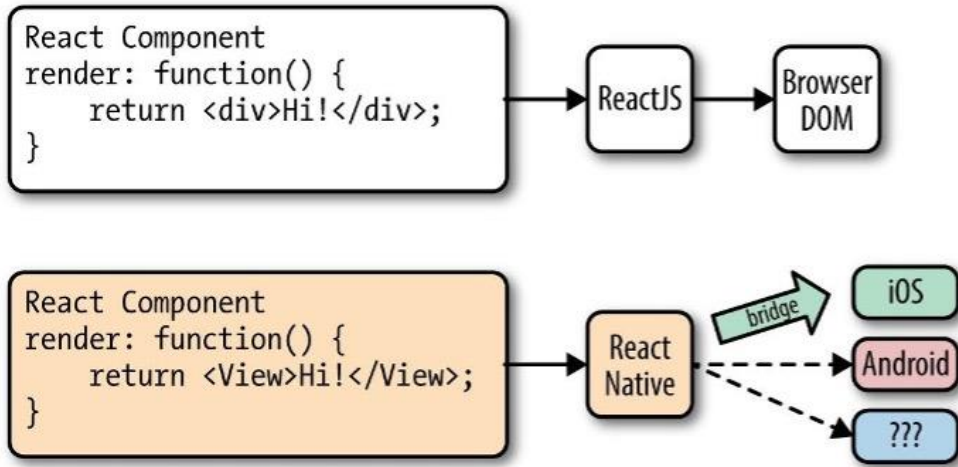 React Component
render: function() {
    return <div>Hi!</div>;
}
ReactJS
Browser
DOM
React Component
render: function() {
    return <View>Hi!</View>;
}
React
Native
bridge
iOS
Android
???